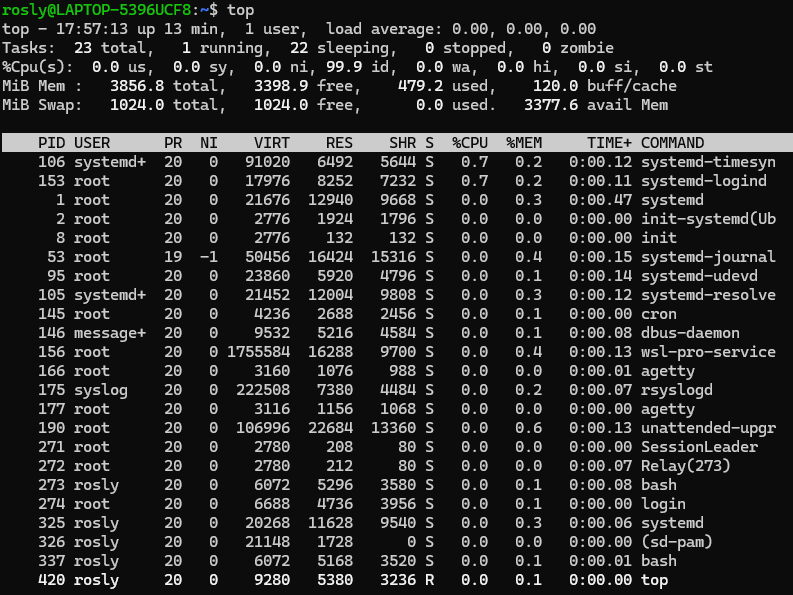 rosly@LAPTOP-5396UCF8:~$ top
top - 17:57:13 up 13 min,  1 user,  load average: 0.00, 0.00, 0.00
Tasks:  23 total,   1 running,  22 sleeping,   0 stopped,   0 zombie
%Cpu(s):  0.0 us,  0.0 sy,  0.0 ni, 99.9 id,  0.0 wa,  0.0 hi,  0.0 si,  0.0 st
MiB Mem :   3856.8 total,   3398.9 free,    479.2 used,    120.0 buff/cache
MiB Swap:   1024.0 total,   1024.0 free,      0.0 used.   3377.6 avail Mem
    PID USER      PR  NI    VIRT    RES    SHR S  %CPU  %MEM     TIME+ COMMAND
    106 systemd+  20   0   91020   6492   5644 S   0.7   0.2   0:00.12 systemd-timesyn
    153 root      20   0   17976   8252   7232 S   0.7   0.2   0:00.11 systemd-logind
      1 root      20   0   21676  12940   9668 S   0.0   0.3   0:00.47 systemd
      2 root      20   0    2776   1924   1796 S   0.0   0.0   0:00.00 init-systemd(Ub
      8 root      20   0    2776    132    132 S   0.0   0.0   0:00.00 init
     53 root      19  -1   50456  16424  15316 S   0.0   0.4   0:00.15 systemd-journal
     95 root      20   0   23860   5920   4796 S   0.0   0.1   0:00.14 systemd-udevd
    105 systemd+  20   0   21452  12004   9808 S   0.0   0.3   0:00.12 systemd-resolve
    145 root      20   0    4236   2688   2456 S   0.0   0.1   0:00.00 cron
    146 message+  20   0    9532   5216   4584 S   0.0   0.1   0:00.08 dbus-daemon
    156 root      20   0 1755584  16288   9700 S   0.0   0.4   0:00.13 wsl-pro-service
    166 root      20   0    3160   1076    988 S   0.0   0.0   0:00.01 agetty
    175 syslog    20   0  222508   7380   4484 S   0.0   0.2   0:00.07 rsyslogd
    177 root      20   0    3116   1156   1068 S   0.0   0.0   0:00.00 agetty
    190 root      20   0  106996  22684  13360 S   0.0   0.6   0:00.13 unattended-upgr
    271 root      20   0    2780    208     80 S   0.0   0.0   0:00.00 SessionLeader
    272 root      20   0    2780    212     80 S   0.0   0.0   0:00.07 Relay(273)
    273 rosly     20   0    6072   5296   3580 S   0.0   0.1   0:00.08 bash
    274 root      20   0    6688   4736   3956 S   0.0   0.1   0:00.00 login
    325 rosly     20   0   20268  11628   9540 S   0.0   0.3   0:00.06 systemd
    326 rosly     20   0   21148   1728      0 S   0.0   0.0   0:00.00 (sd-pam)
    337 rosly     20   0    6072   5168   3520 S   0.0   0.1   0:00.01 bash
    420 rosly     20   0    9280   5380   3236 R   0.0   0.1   0:00.00 top